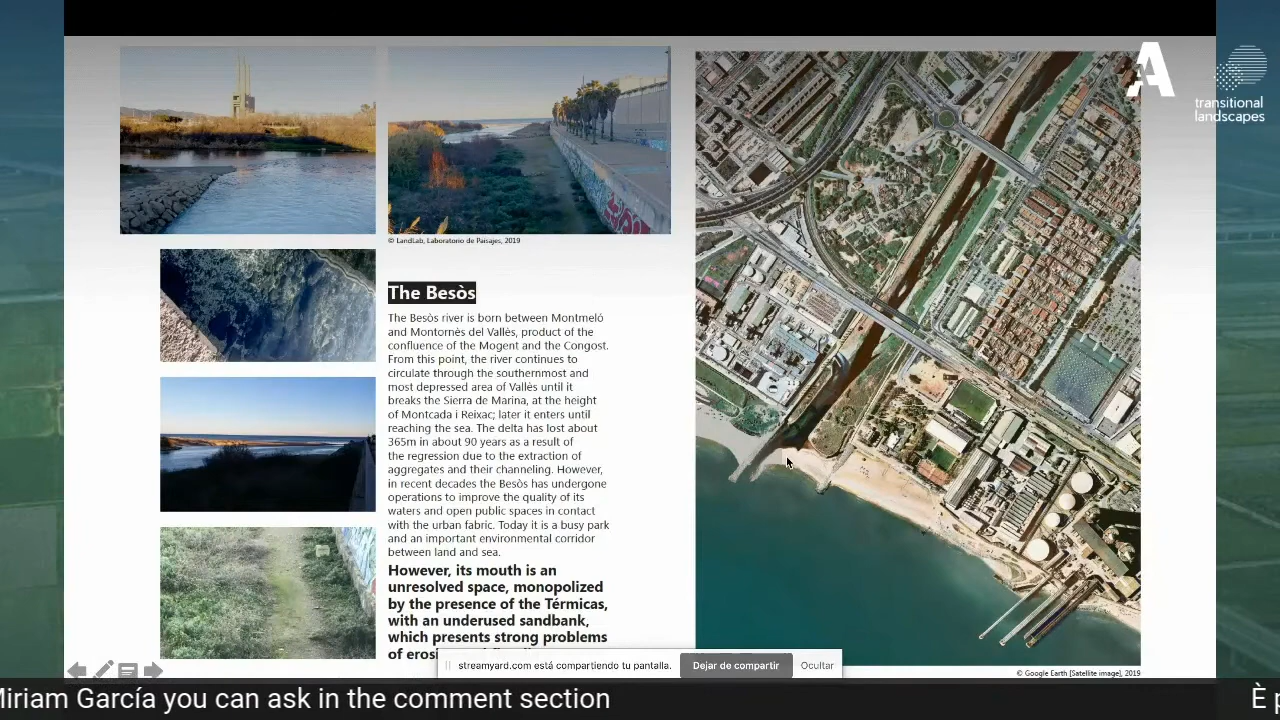 A
transitional
landscapes
© LandLab, Laboratorio de Paisajes, 2019
The Besòs
The Besòs river is born between Montmeló
and Montornès del Vallès, product of the
confluence of the Mogent and the Congost.
From this point, the river continues to
circulate through the southernmost and
most depressed area of Vallès until it
breaks the Sierra de Marina, at the height
of Montcada i Reixac; later it enters until
reaching the sea. The delta has lost about
365m in about 90 years as a result of
the regression due to the extraction of
aggregates and their channeling. However,
in recent decades the Besòs has undergone
operations to improve the quality of its
waters and open public spaces in contact
with the urban fabric. Today it is a busy park
and an important environmental corridor
between land and sea.
However, its mouth is an
unresolved space, monopolized
by the presence of the Térmicas,
with an underused sandbank,
which presents strong problems
of
streamyard.com está compartiendo tu pantalla. Dejar de compartir Ocultar
© Google Earth [Satellite image], 2019
Miriam García you can ask in the comment section
È